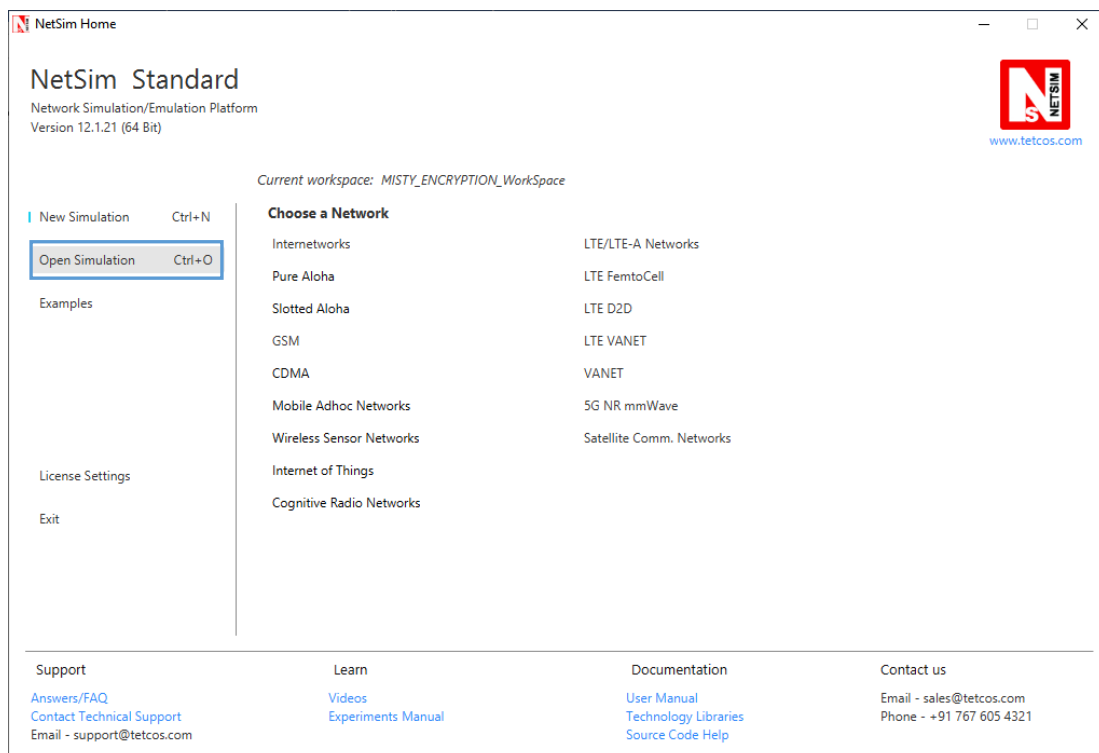 NetSim Home
NetSim Standard
Network Simulation/Emulation Platform
Version 12.1.21 (64 Bit)
NS NETSIM
www.tetcos.com
Current workspace: MISTY_ENCRYPTION_WorkSpace
New Simulation Ctrl+N
Open Simulation Ctrl+O
Examples
License Settings
Exit
Choose a Network
Internetworks
Pure Aloha
Slotted Aloha
GSM
CDMA
Mobile Adhoc Networks
Wireless Sensor Networks
Internet of Things
Cognitive Radio Networks
LTE/LTE-A Networks
LTE FemtoCell
LTE D2D
LTE VANET
VANET
5G NR mmWave
Satellite Comm. Networks
Support
Answers/FAQ
Contact Technical Support
Email - support@tetcos.com
Learn
Videos
Experiments Manual
Documentation
User Manual
Technology Libraries
Source Code Help
Contact us
Email - sales@tetcos.com
Phone - +91 767 605 4321